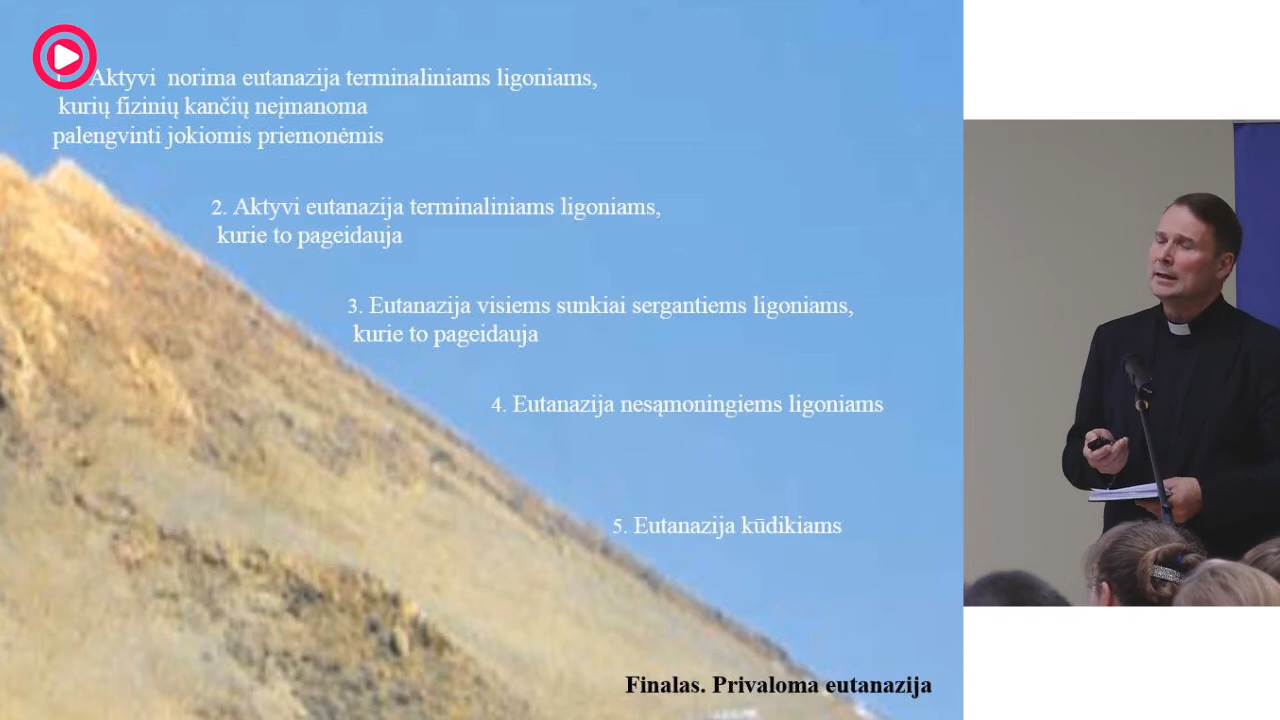 Aktyvi norima eutanazija terminaliniams ligoniams,
kurių fizinių kančių neįmanoma
palengvinti jokiomis priemonėmis
2. Aktyvi eutanazija terminaliniams ligoniams,
kurie to pageidauja
3. Eutanazija visiems sunkiai sergantiems ligoniams,
kurie to pageidauja
4. Eutanazija nesąmoningiems ligoniams
5. Eutanazija kūdikiams
Finalas. Privaloma eutanazija